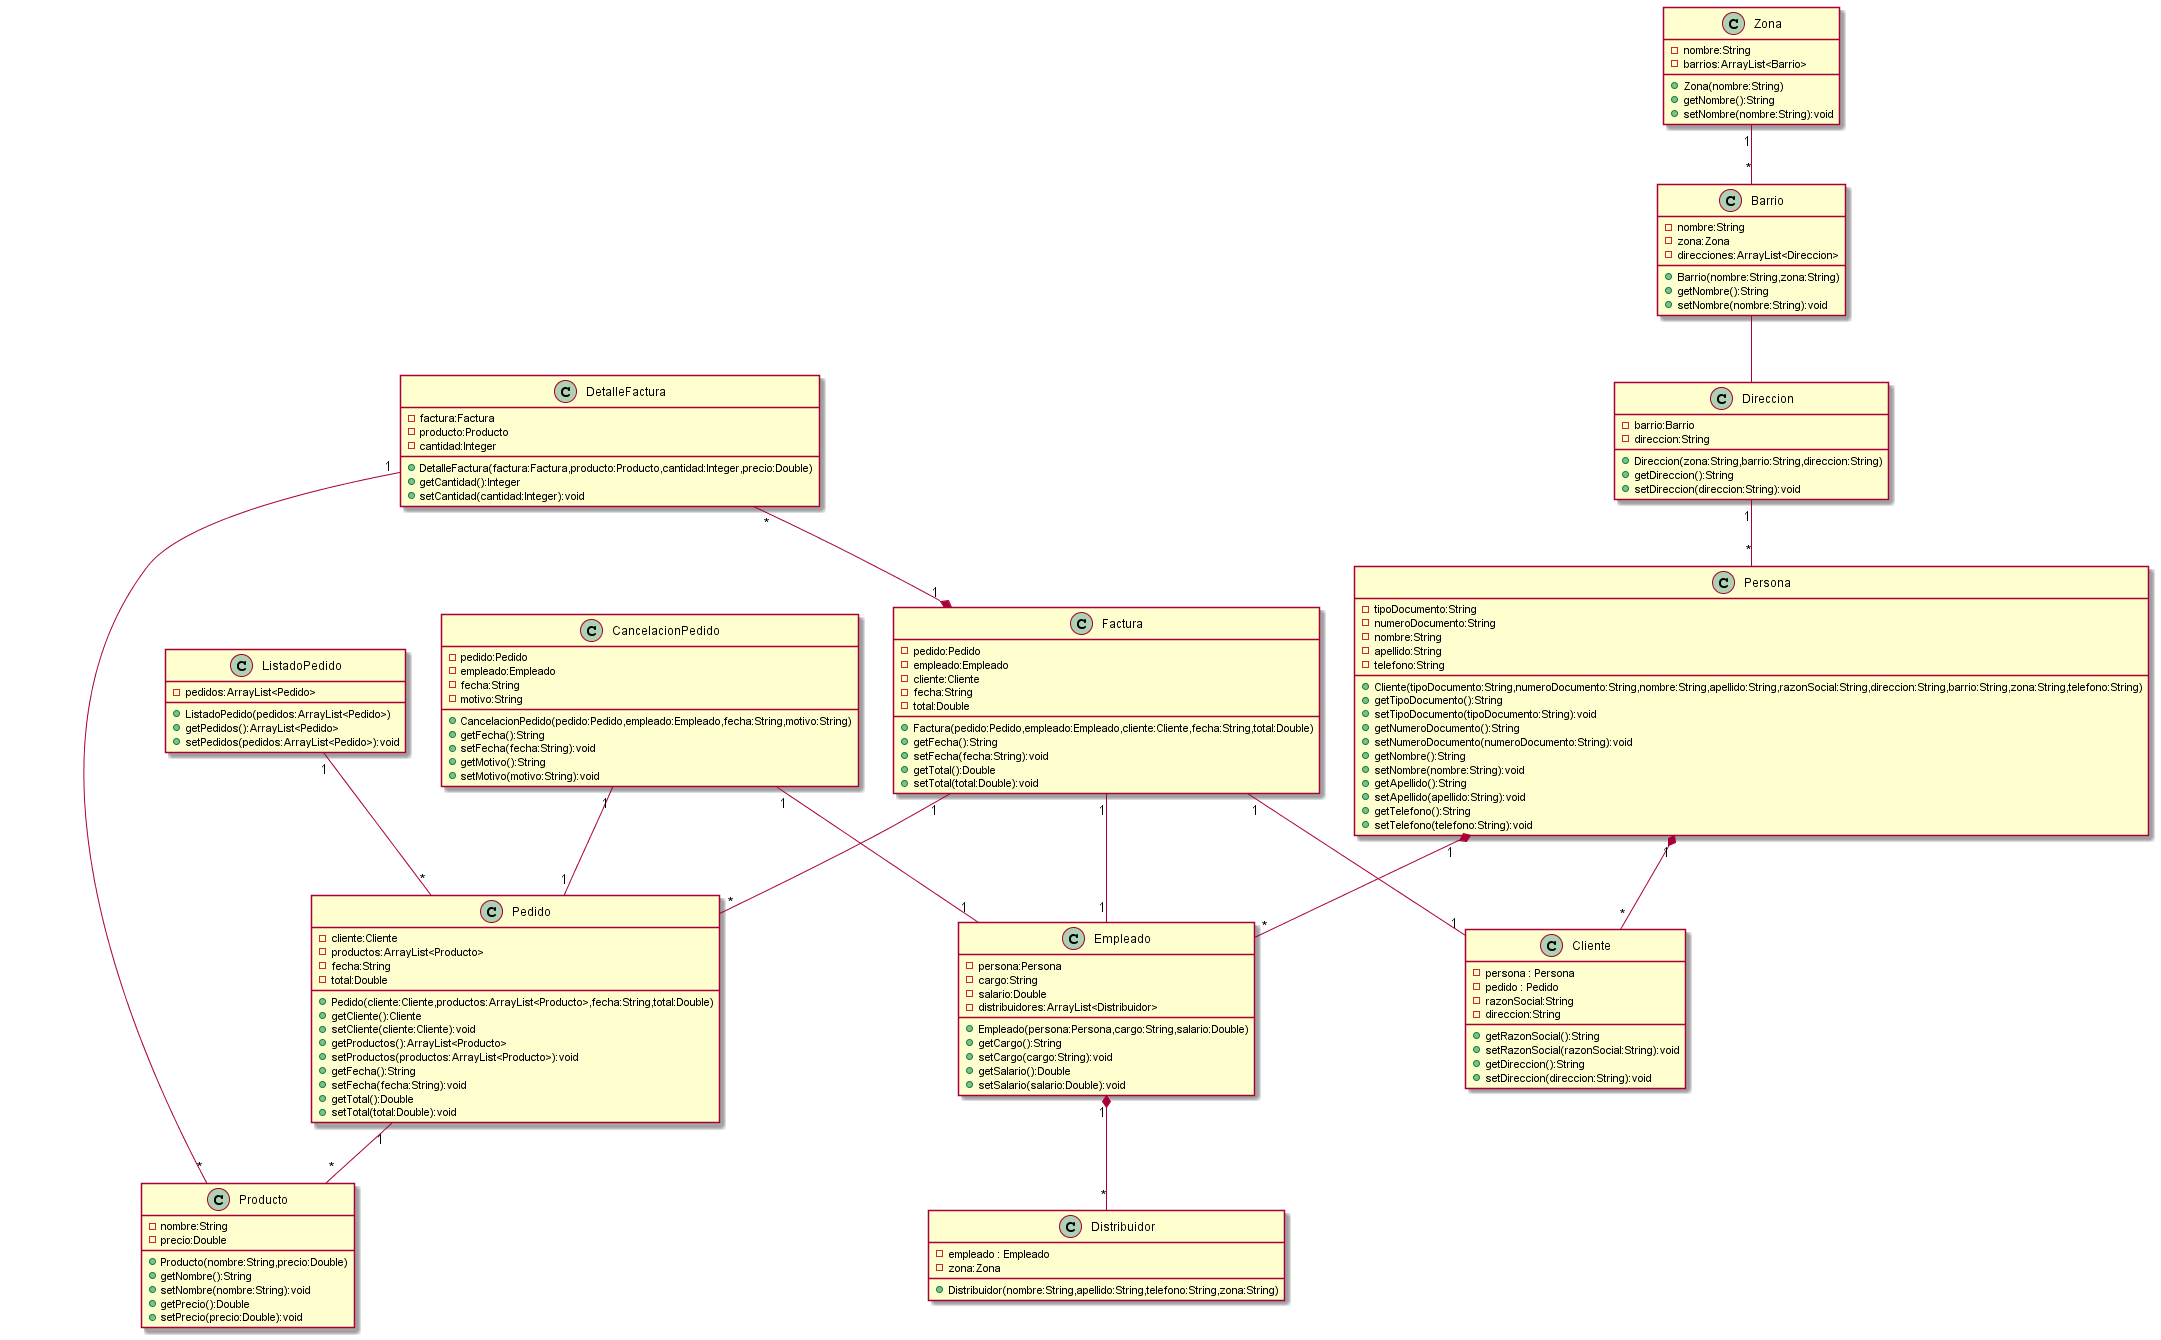 C Zona
nombre:String
barrios:ArrayList<Barrio>
Zona(nombre:String)
getNombre():String
setNombre(nombre:String):void
1
*
C Barrio
nombre:String
zona:Zona
direcciones:ArrayList<Direccion>
Barrio(nombre:String,zona:String)
getNombre():String
setNombre(nombre:String):void
C Direccion
barrio:Barrio
direccion:String
Direccion(zona:String,barrio:String,direccion:String)
getDireccion():String
setDireccion(direccion:String):void
1
*
C DetalleFactura
factura:Factura
producto:Producto
cantidad:Integer
DetalleFactura(factura:Factura,producto:Producto,cantidad:Integer,precio:Double)
getCantidad():Integer
setCantidad(cantidad:Integer):void
1
*
1
C ListadoPedido
pedidos:ArrayList<Pedido>
ListadoPedido(pedidos:ArrayList<Pedido>)
getPedidos():ArrayList<Pedido>
setPedidos(pedidos:ArrayList<Pedido>):void
1
*
C CancelacionPedido
pedido:Pedido
empleado:Empleado
fecha:String
motivo:String
CancelacionPedido(pedido:Pedido,empleado:Empleado,fecha:String,motivo:String)
getFecha():String
setFecha(fecha:String):void
getMotivo():String
setMotivo(motivo:String):void
1
1
1
1
C Factura
pedido:Pedido
empleado:Empleado
cliente:Cliente
fecha:String
total:Double
Factura(pedido:Pedido,empleado:Empleado,cliente:Cliente,fecha:String,total:Double)
getFecha():String
setFecha(fecha:String):void
getTotal():Double
setTotal(total:Double):void
1
*
1
1
1
1
C Persona
tipoDocumento:String
numeroDocumento:String
nombre:String
apellido:String
telefono:String
Cliente(tipoDocumento:String,numeroDocumento:String,nombre:String,apellido:String,razonSocial:String,direccion:String,barrio:String,zona:String,telefono:String)
getTipoDocumento():String
setTipoDocumento(tipoDocumento:String):void
getNumeroDocumento():String
setNumeroDocumento(numeroDocumento:String):void
getNombre():String
setNombre(nombre:String):void
getApellido():String
setApellido(apellido:String):void
getTelefono():String
setTelefono(telefono:String):void
1
*
1
*
C Pedido
cliente:Cliente
productos:ArrayList<Producto>
fecha:String
total:Double
Pedido(cliente:Cliente,productos:ArrayList<Producto>,fecha:String,total:Double)
getCliente():Cliente
setCliente(cliente:Cliente):void
getProductos():ArrayList<Producto>
setProductos(productos:ArrayList<Producto>):void
getFecha():String
setFecha(fecha:String):void
getTotal():Double
setTotal(total:Double):void
1
*
*
C Empleado
persona:Persona
cargo:String
salario:Double
distribuidores:ArrayList<Distribuidor>
Empleado(persona:Persona,cargo:String,salario:Double)
getCargo():String
setCargo(cargo:String):void
getSalario():Double
setSalario(salario:Double):void
1
*
C Cliente
persona : Persona
pedido : Pedido
razonSocial:String
direccion:String
getRazonSocial():String
setRazonSocial(razonSocial:String):void
getDireccion():String
setDireccion(direccion:String):void
C Producto
nombre:String
precio:Double
Producto(nombre:String,precio:Double)
getNombre():String
setNombre(nombre:String):void
getPrecio():Double
setPrecio(precio:Double):void
C Distribuidor
empleado : Empleado
zona:Zona
Distribuidor(nombre:String,apellido:String,telefono:String,zona:String)